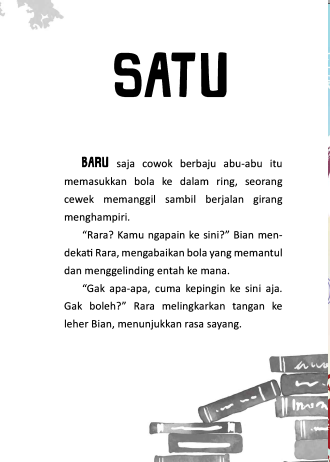 SATU
BARU saja cowok berbaju abu-abu itu
memasukkan bola ke dalam ring, seorang
cewek memanggil sambil berjalan girang
menghampiri.
“Rara? Kamu ngapain ke sini?” Bian men-
dekati Rara, mengabaikan bola yang memantul
dan menggelinding entah ke mana.
“Gak apa-apa, cuma kepingin ke sini aja.
Gak boleh?” Rara melingkarkan tangan ke
leher Bian, menunjukkan rasa sayang.